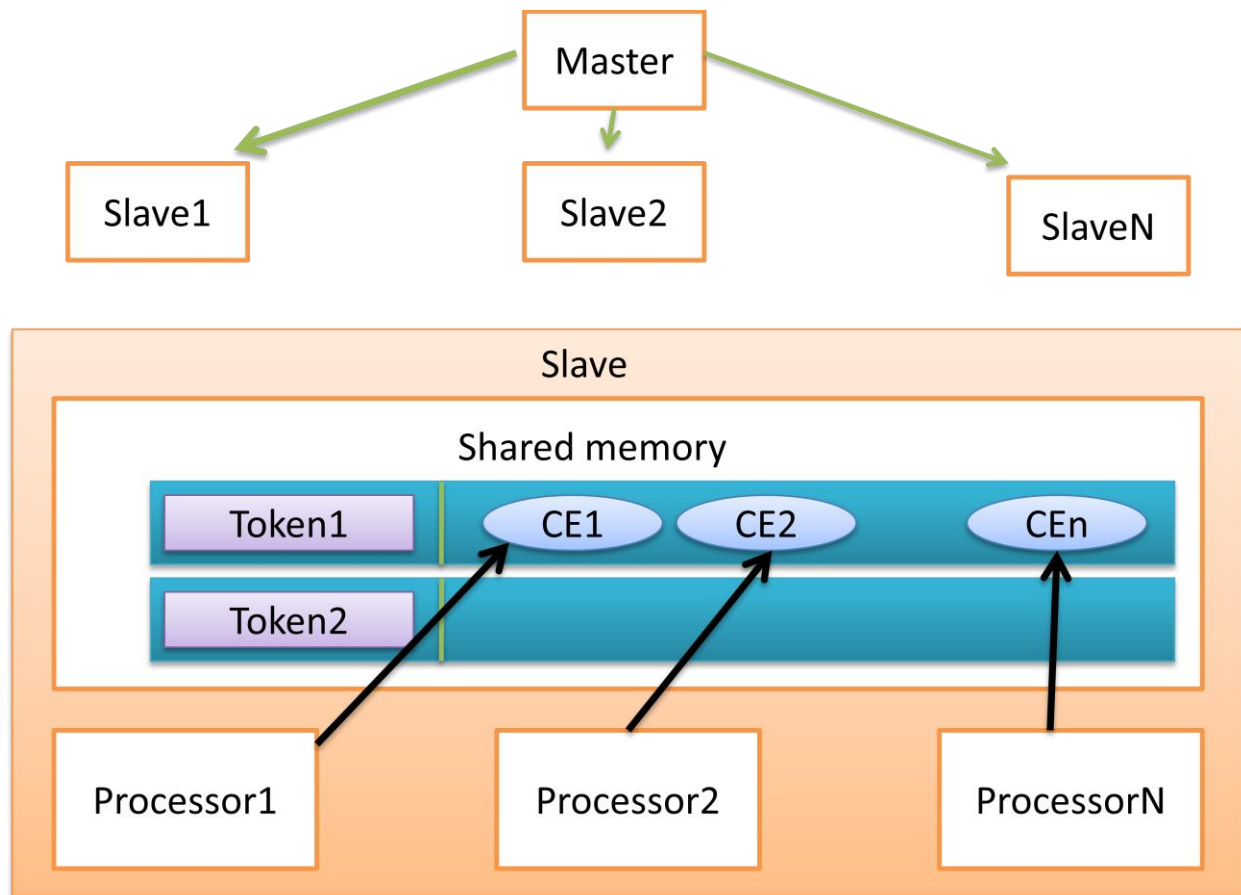 Master
Slave1
Slave2
SlaveN
Slave
Shared memory
Token1
CE1
CE2
CEn
Token2
Processor1
Processor2
ProcessorN